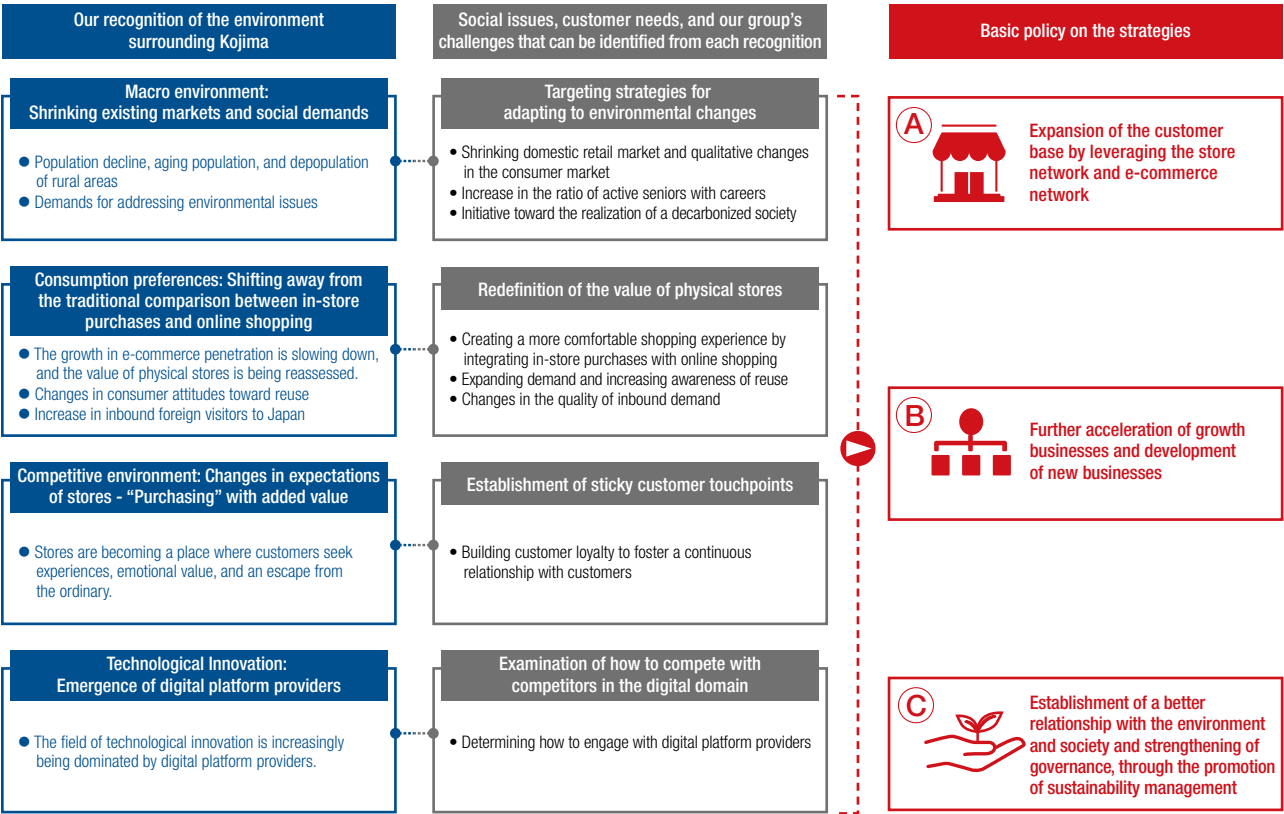 Our recognition of the environment
surrounding Kojima
Social issues, customer needs, and our group's
challenges that can be identified from each recognition
Basic policy on the strategies
Macro environment:
Shrinking existing markets and social demands
● Population decline, aging population, and depopulation
of rural areas
● Demands for addressing environmental issues
Targeting strategies for
adapting to environmental changes
• Shrinking domestic retail market and qualitative changes
in the consumer market
• Increase in the ratio of active seniors with careers
• Initiative toward the realization of a decarbonized society
Consumption preferences: Shifting away from
the traditional comparison between in-store
purchases and online shopping
● The growth in e-commerce penetration is slowing down,
and the value of physical stores is being reassessed.
● Changes in consumer attitudes toward reuse
● Increase in inbound foreign visitors to Japan
Redefinition of the value of physical stores
• Creating a more comfortable shopping experience by
integrating in-store purchases with online shopping
• Expanding demand and increasing awareness of reuse
• Changes in the quality of inbound demand
Competitive environment: Changes in expectations
of stores - “Purchasing” with added value
● Stores are becoming a place where customers seek
experiences, emotional value, and an escape from
the ordinary.
Establishment of sticky customer touchpoints
• Building customer loyalty to foster a continuous
relationship with customers
Technological Innovation:
Emergence of digital platform providers
● The field of technological innovation is increasingly
being dominated by digital platform providers.
Examination of how to compete with
competitors in the digital domain
• Determining how to engage with digital platform providers
A
Expansion of the customer
base by leveraging the store
network and e-commerce
network
B
Further acceleration of growth
businesses and development
of new businesses
C
Establishment of a better
relationship with the environment
and society and strengthening of
governance, through the promotion
of sustainability management